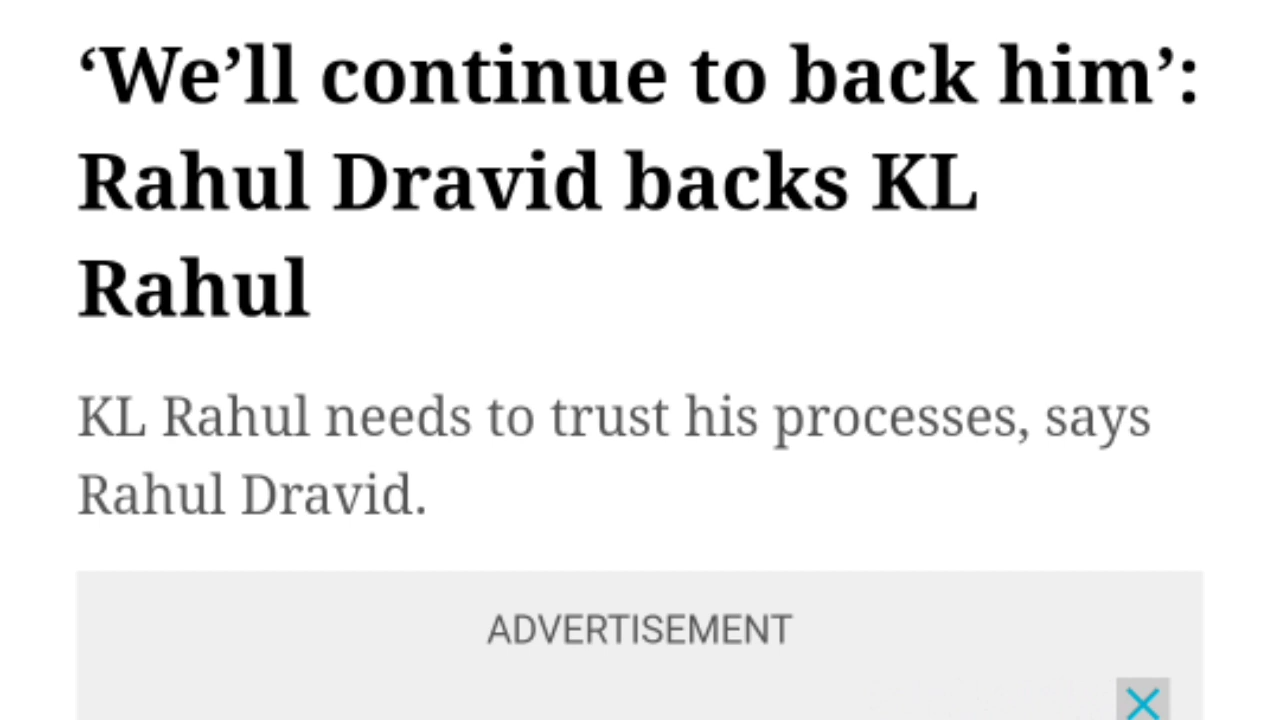 ‘We’ll continue to back him’:
Rahul Dravid backs KL
Rahul
KL Rahul needs to trust his processes, says
Rahul Dravid.
ADVERTISEMENT